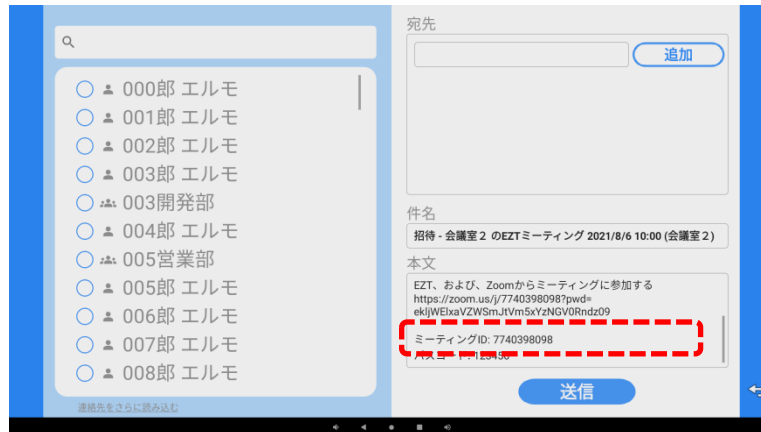 000郎 エルモ
001郎 エルモ
002郎 エルモ
003郎 エルモ
003開発部
004郎 エルモ
005営業部
005郎 エルモ
006郎 エルモ
007郎 エルモ
008郎 エルモ
連絡先をさらに読み込む
宛先
追加
件名
招待 - 会議室２ のEZTミーティング 2021/8/6 10:00 (会議室２)
本文
EZT、および、Zoomからミーティングに参加する
https://zoom.us/j/7740398098?pwd=
ekljWElxaVZWSmJtVm5xYzNGV0Rndz09
ミーティングID: 7740398098
パスコード: 123456
送信